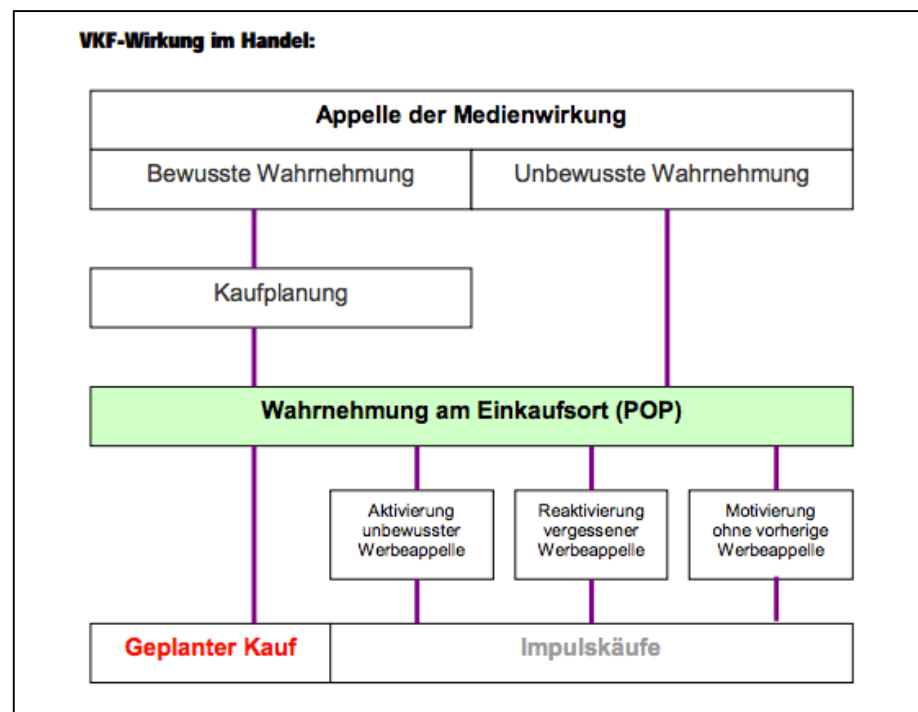 VKF-Wirkung im Handel:
Appelle der Medienwirkung
Bewusste Wahrnehmung
Unbewusste Wahrnehmung
Kaufplanung
Wahrnehmung am Einkaufsort (POP)
Aktivierung
unbewusster
Werbeappelle
Reaktivierung
vergessener
Werbeappelle
Motivierung
ohne vorherige
Werbeappelle
Geplanter Kauf
Impulskäufe